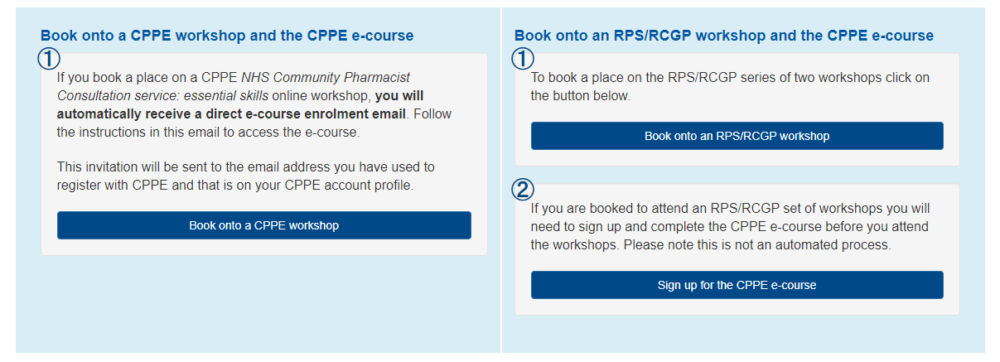 Book onto a CPPE workshop and the CPPE e-course
①
If you book a place on a CPPE NHS Community Pharmacist
Consultation service: essential skills online workshop, you will
automatically receive a direct e-course enrolment email. Follow
the instructions in this email to access the e-course.
This invitation will be sent to the email address you have used to
register with CPPE and that is on your CPPE account profile.
Book onto a CPPE workshop
Book onto an RPS/RCGP workshop and the CPPE e-course
①
To book a place on the RPS/RCGP series of two workshops click on
the button below.
Book onto an RPS/RCGP workshop
②
If you are booked to attend an RPS/RCGP set of workshops you will
need to sign up and complete the CPPE e-course before you attend
the workshops. Please note this is not an automated process.
Sign up for the CPPE e-course